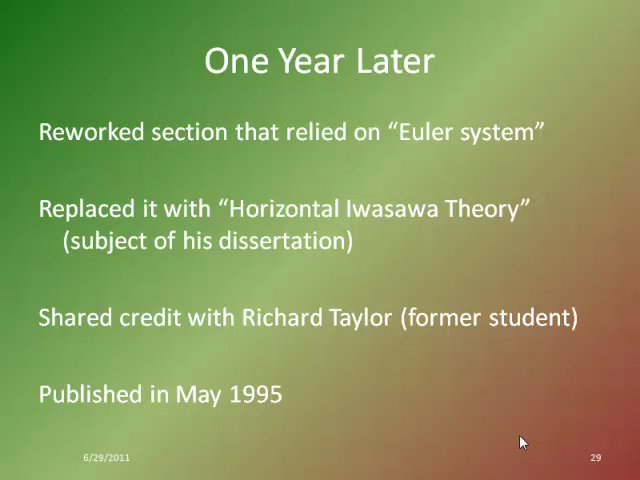 One Year Later
Reworked section that relied on “Euler system”
Replaced it with “Horizontal Iwasawa Theory”
(subject of his dissertation)
Shared credit with Richard Taylor (former student)
Published in May 1995
6/29/2011
29